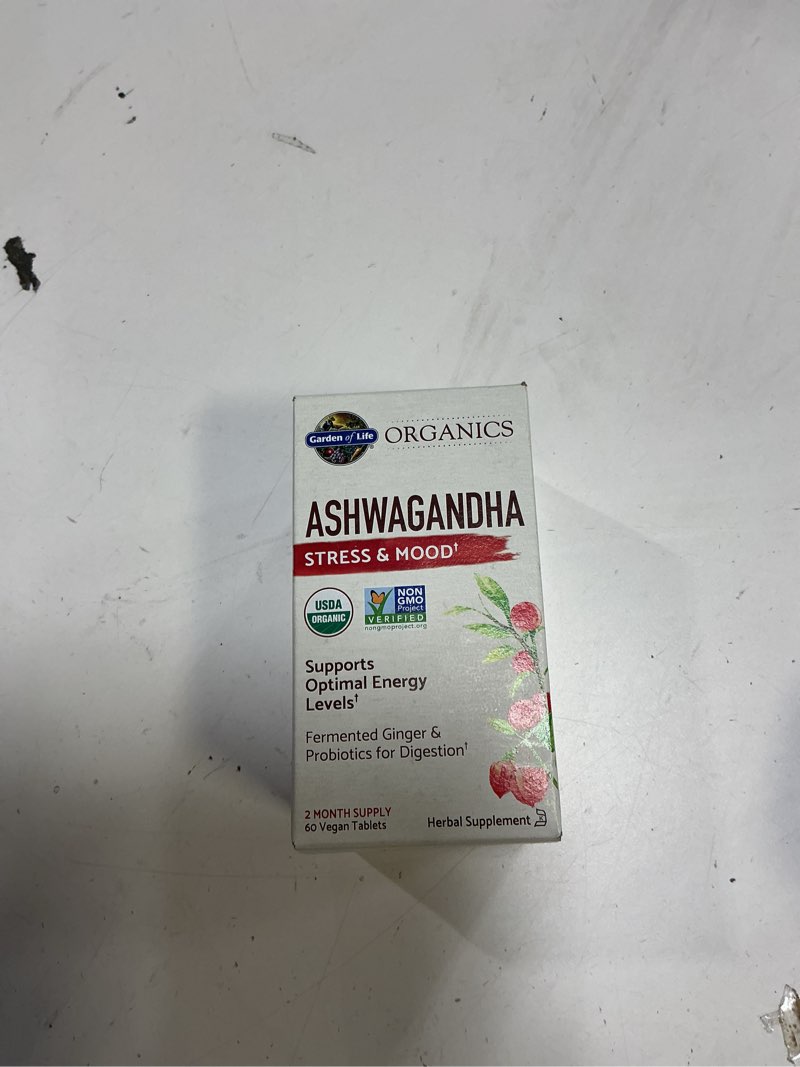 Garden of Life®
ORGANICS
ASHWAGANDHA
STRESS & MOOD†
USDA
ORGANIC
NON
GMO
Project
VERIFIED
nongmoproject.org
Supports
Optimal Energy
Levels†
Fermented Ginger &
Probiotics for Digestion†
2 MONTH SUPPLY
60 Vegan Tablets
Herbal Supplement